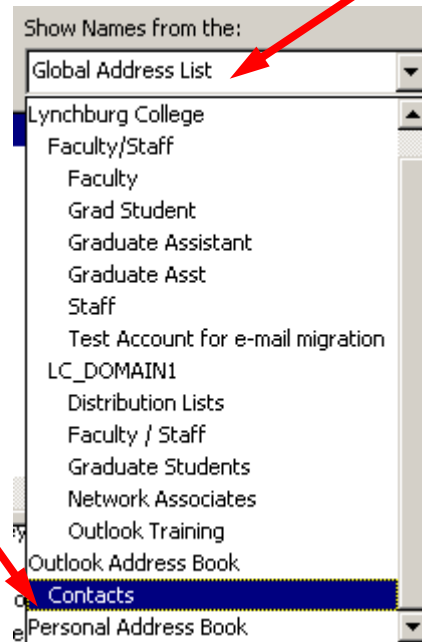 Show Names from the:
Global Address List
Lynchburg College
Faculty/Staff
Faculty
Grad Student
Graduate Assistant
Graduate Asst
Staff
Test Account for e-mail migration
LC_DOMAIN1
Distribution Lists
Faculty / Staff
Graduate Students
Network Associates
Outlook Training
Outlook Address Book
Contacts
Personal Address Book